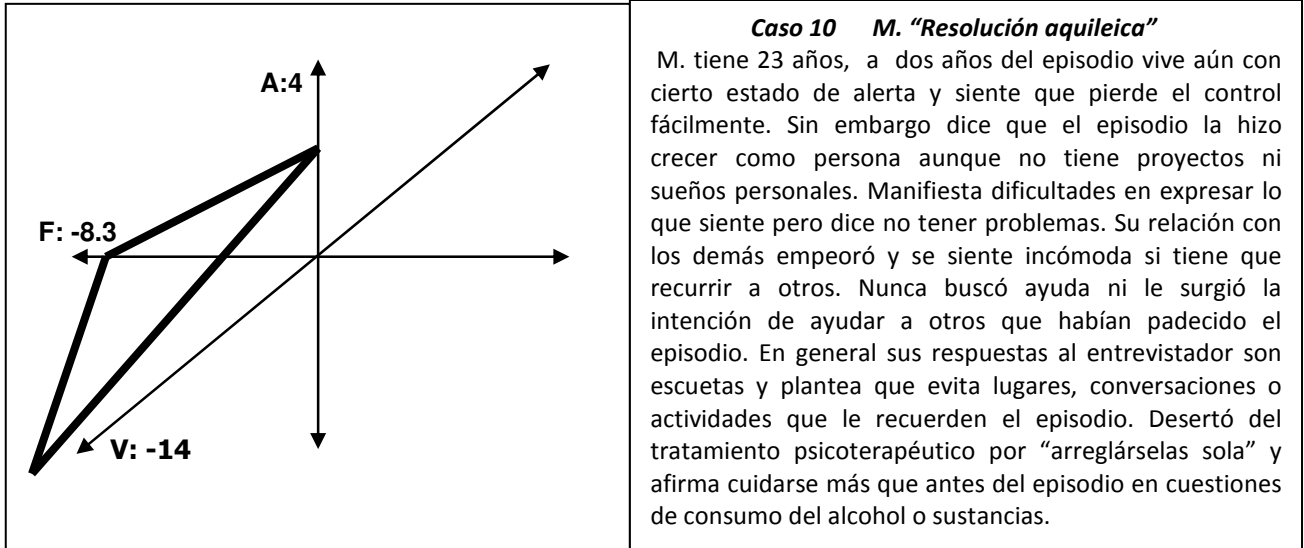 A:4
F: -8.3
V: -14
Caso 10 M. “Resolución aquileica”
M. tiene 23 años, a dos años del episodio vive aún con
cierto estado de alerta y siente que pierde el control
fácilmente. Sin embargo dice que el episodio la hizo
crecer como persona aunque no tiene proyectos ni
sueños personales. Manifiesta dificultades en expresar lo
que siente pero dice no tener problemas. Su relación con
los demás empeoró y se siente incómoda si tiene que
recurrir a otros. Nunca buscó ayuda ni le surgió la
intención de ayudar a otros que habían padecido el
episodio. En general sus respuestas al entrevistador son
escuetas y plantea que evita lugares, conversaciones o
actividades que le recuerden el episodio. Desertó del
tratamiento psicoterapéutico por “arreglárselas sola” y
afirma cuidarse más que antes del episodio en cuestiones
de consumo del alcohol o sustancias.